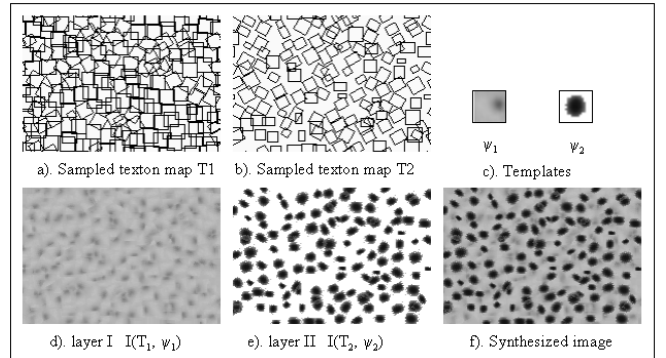 ψ1 ψ2
a). Sampled texton map T1 b). Sampled texton map T2 c). Templates
d). layer I I(T1, ψ1) e). layer II I(T2, ψ2) f). Synthesized image